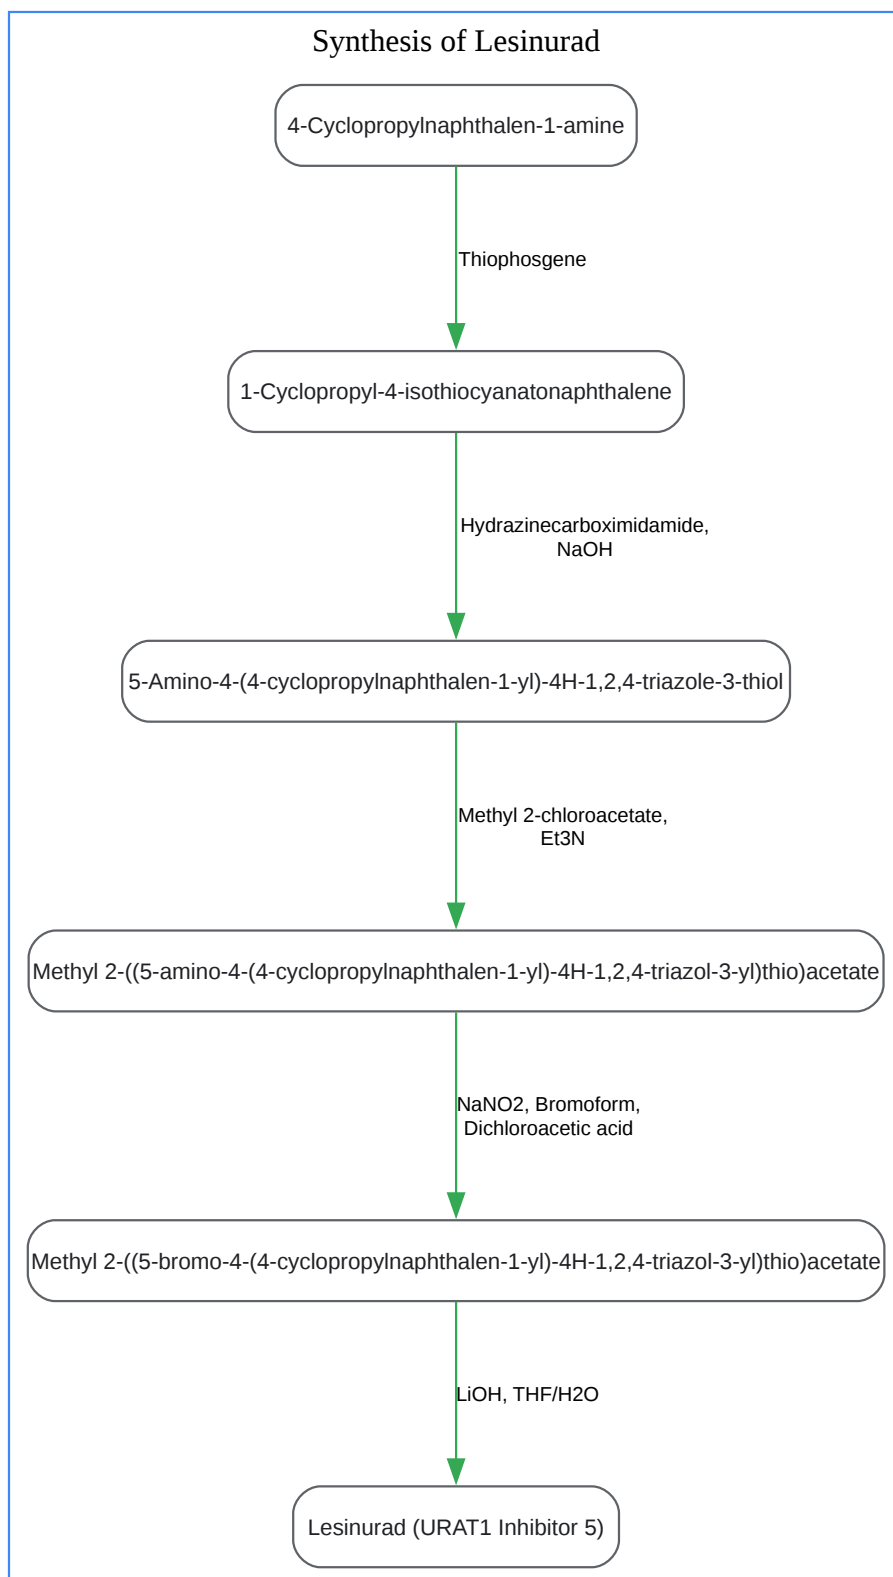 Synthesis of Lesinurad
4-Cyclopropylnaphthalen-1-amine
Thiophosgene
1-Cyclopropyl-4-isothiocyanatonaphthalene
Hydrazinecarboximidamide,
NaOH
5-Amino-4-(4-cyclopropylnaphthalen-1-yl)-4H-1,2,4-triazole-3-thiol
Methyl 2-chloroacetate,
Et3N
Methyl 2-((5-amino-4-(4-cyclopropylnaphthalen-1-yl)-4H-1,2,4-triazol-3-yl)thio)acetate
NaNO2, Bromoform,
Dichloroacetic acid
Methyl 2-((5-bromo-4-(4-cyclopropylnaphthalen-1-yl)-4H-1,2,4-triazol-3-yl)thio)acetate
LiOH, THF/H2O
Lesinurad (URAT1 Inhibitor 5)